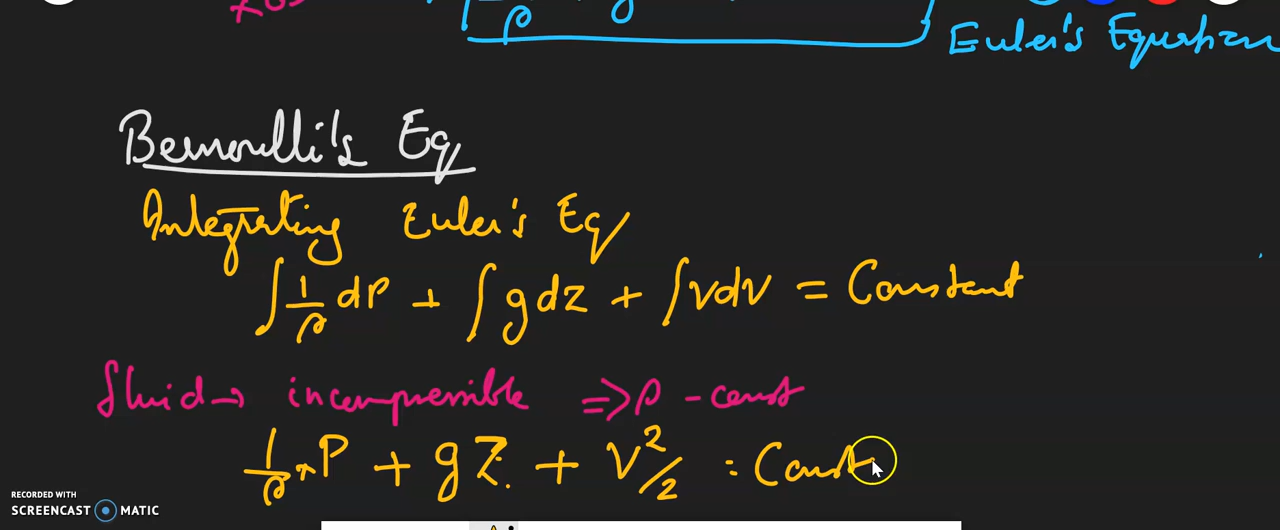 ρ g
Euler's Equation
Bernoulli's Eq
Integrating Euler's Eq
∫ 1/ρ dP + ∫ g dz + ∫ v dv = Constant
fluid → incompressible => ρ - const
1/ρ × P + g Z + v²/2 = Const
RECORDED WITH
SCREENCAST MATIC